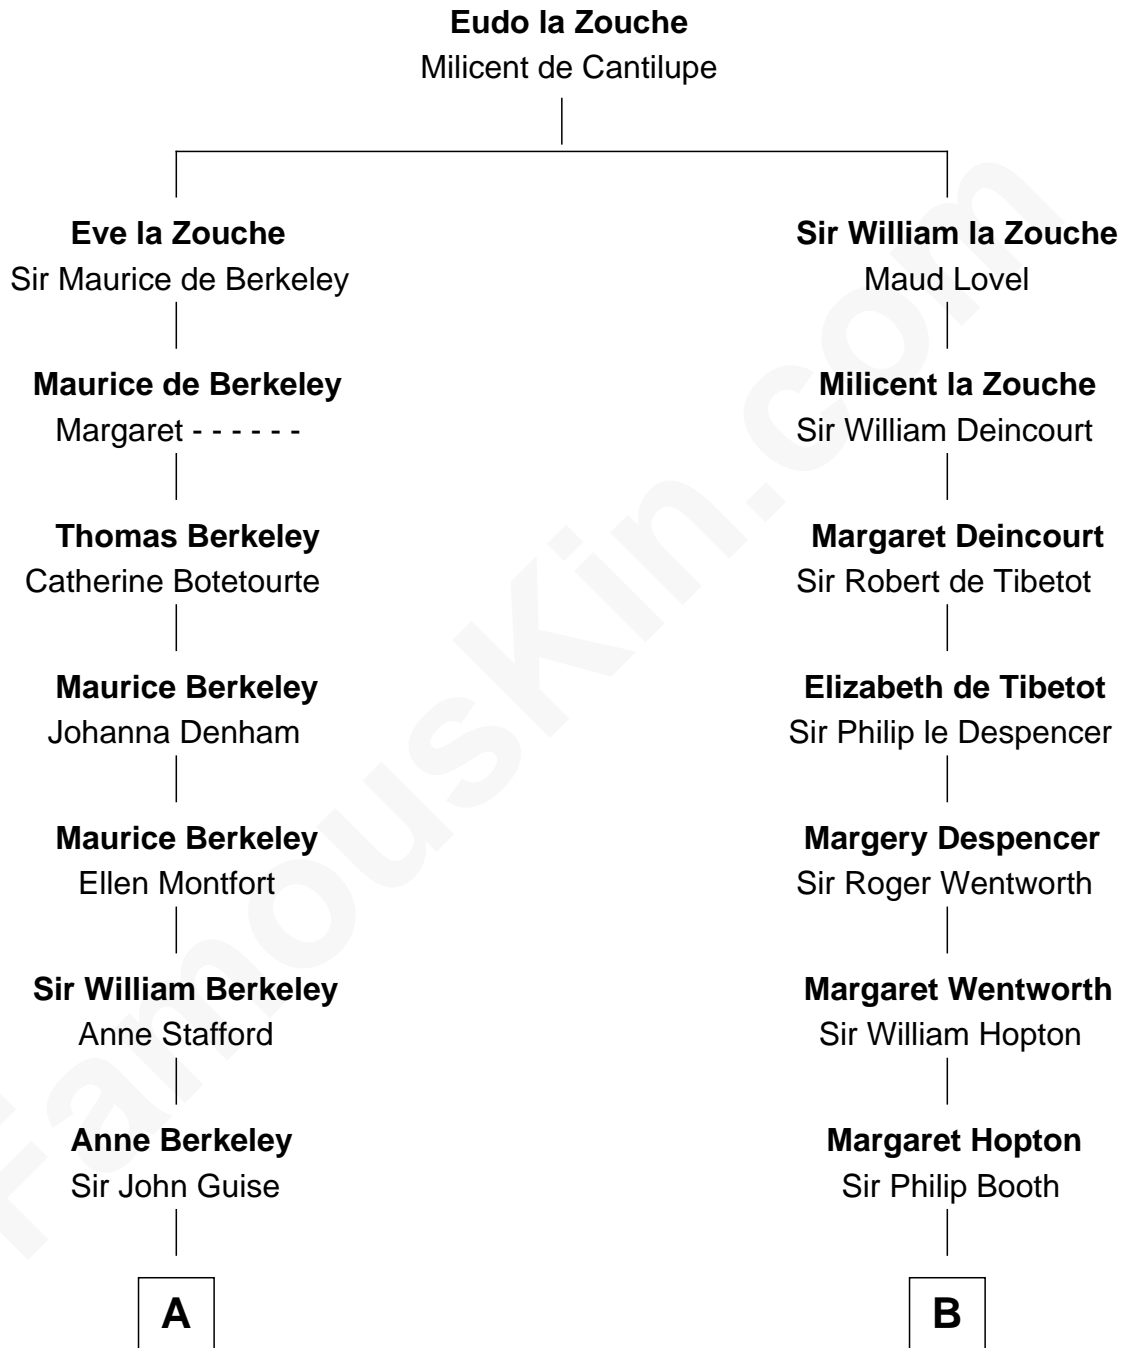 Eudo la Zouche
Milicent de Cantilupe
Eve la Zouche
Sir Maurice de Berkeley
Maurice de Berkeley
Margaret - - - - - -
Thomas Berkeley
Catherine Botetourte
Maurice Berkeley
Johanna Denham
Maurice Berkeley
Ellen Montfort
Sir William Berkeley
Anne Stafford
Anne Berkeley
Sir John Guise
A
Sir William la Zouche
Maud Lovel
Milicent la Zouche
Sir William Deincourt
Margaret Deincourt
Sir Robert de Tibetot
Elizabeth de Tibetot
Sir Philip le Despencer
Margery Despencer
Sir Roger Wentworth
Margaret Wentworth
Sir William Hopton
Margaret Hopton
Sir Philip Booth
B
FamousKin.com